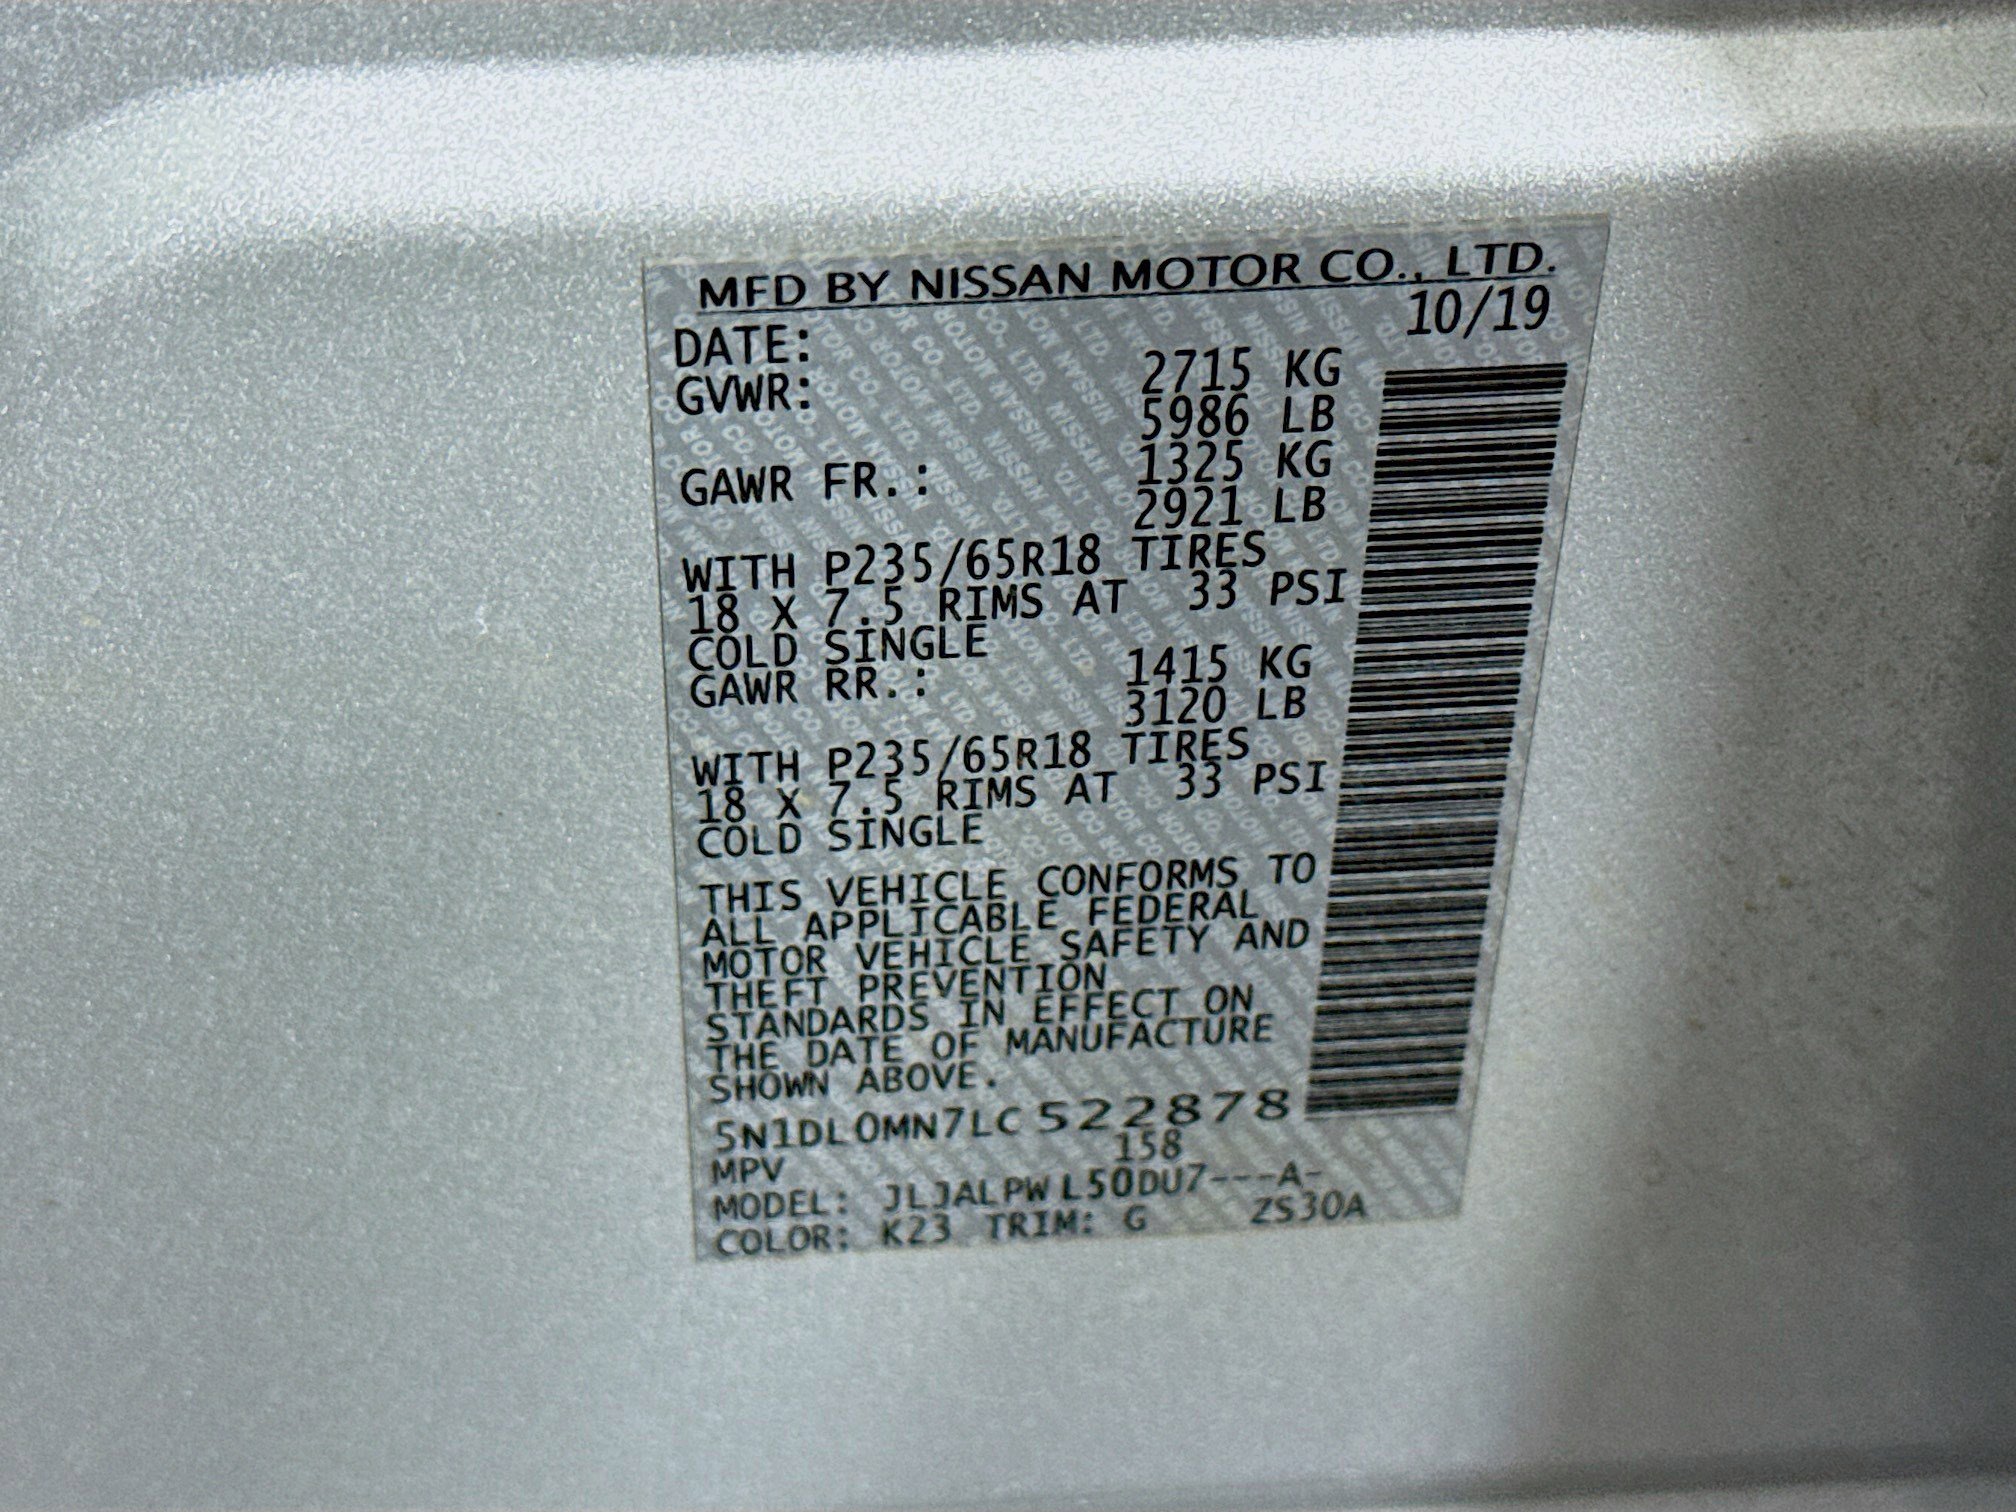 MFD BY NISSAN MOTOR CO., LTD.
DATE: 10/19
GVWR: 2715 KG
5986 LB
GAWR FR.: 1325 KG
2921 LB
WITH P235/65R18 TIRES
18 X 7.5 RIMS AT 33 PSI
COLD SINGLE
GAWR RR.: 1415 KG
3120 LB
WITH P235/65R18 TIRES
18 X 7.5 RIMS AT 33 PSI
COLD SINGLE
THIS VEHICLE CONFORMS TO
ALL APPLICABLE FEDERAL
MOTOR VEHICLE SAFETY AND
THEFT PREVENTION
STANDARDS IN EFFECT ON
THE DATE OF MANUFACTURE
SHOWN ABOVE.
5N1DL0MN7LC522878
MPV 158
MODEL: JLJALPWL50DU7---A-
COLOR: K23 TRIM: G ZS30A